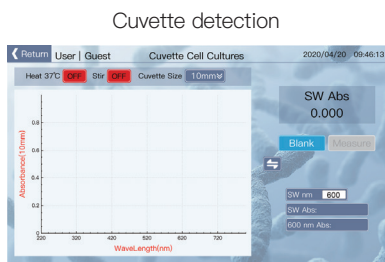 Cuvette detection
Return User | Guest Cuvette Cell Cultures 2020/04/20 09:46:13
Heat 37℃ OFF Stir OFF Cuvette Size 10mm
SW Abs
0.000
Blank Measure
SW nm 600
SW Abs:
600 nm Abs:
Absorbance(10mm)
0.8
0.6
0.4
0.2
0
220 320 420 520 620 720
WaveLength(nm)